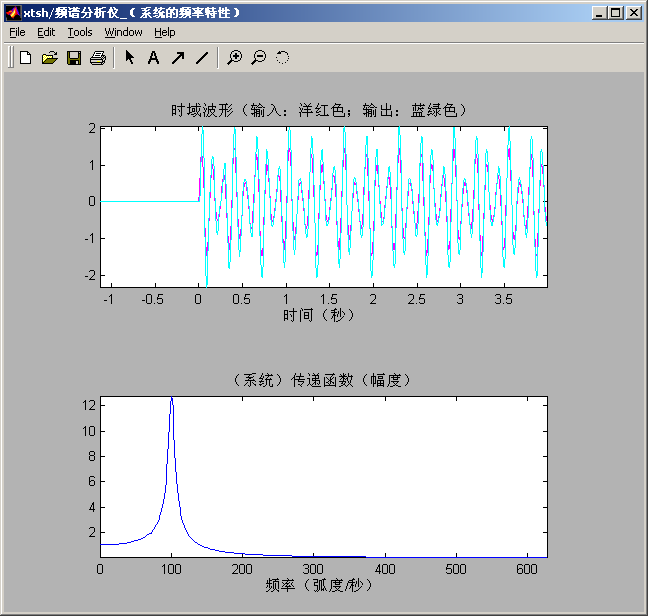 xtsh/频谱分析仪_(系统的频率特性)
File Edit Tools Window Help
时域波形（输入：洋红色；输出：蓝绿色）
2
1
0
-1
-2
-1 -0.5 0 0.5 1 1.5 2 2.5 3 3.5
时间（秒）
（系统）传递函数（幅度）
12
10
8
6
4
2
0 100 200 300 400 500 600
频率（弧度/秒）